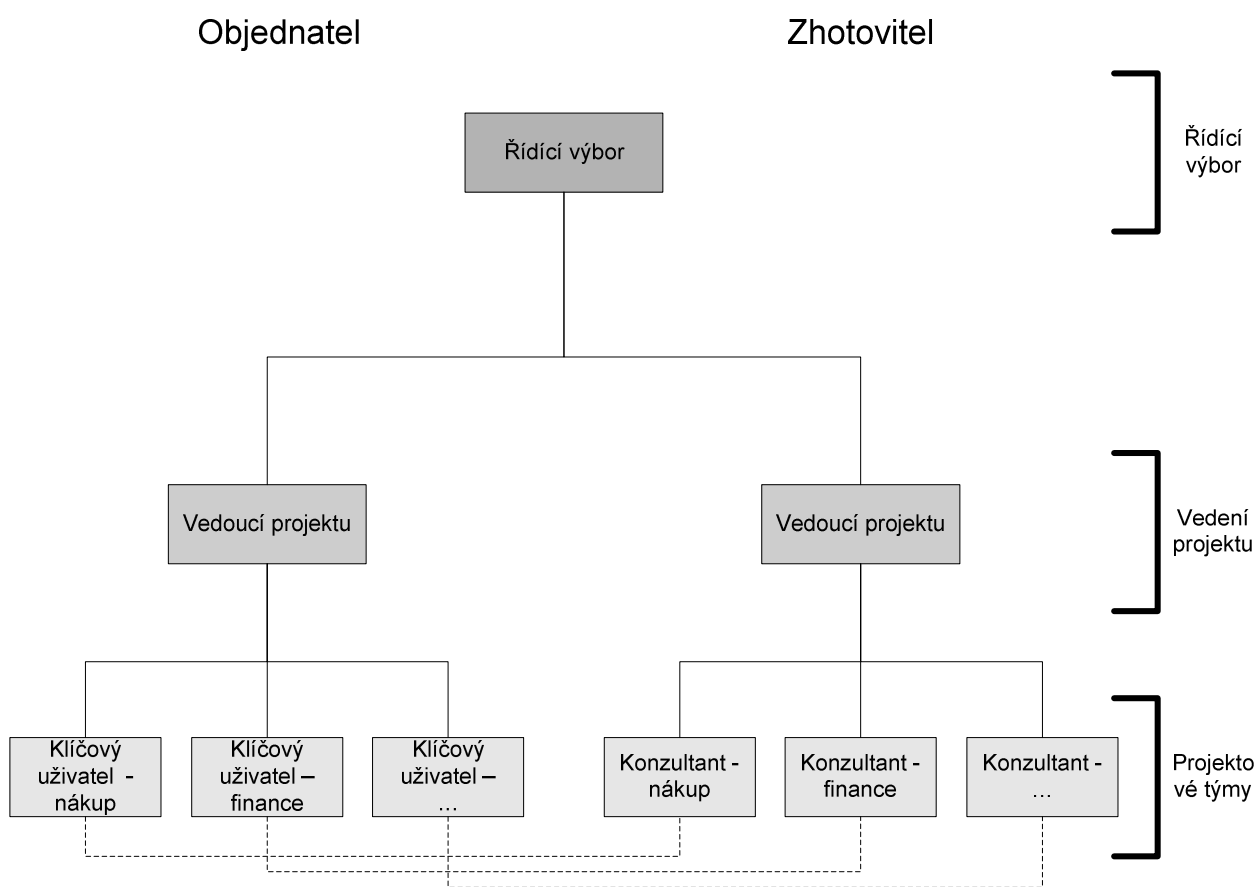 Objednatel
Zhotovitel
Řídící výbor
Řídící
výbor
Vedoucí projektu
Vedoucí projektu
Vedení
projektu
Klíčový
uživatel -
nákup
Klíčový
uživatel –
finance
Klíčový
uživatel –
…
Konzultant -
nákup
Konzultant -
finance
Konzultant -
…
Projekto
vé týmy